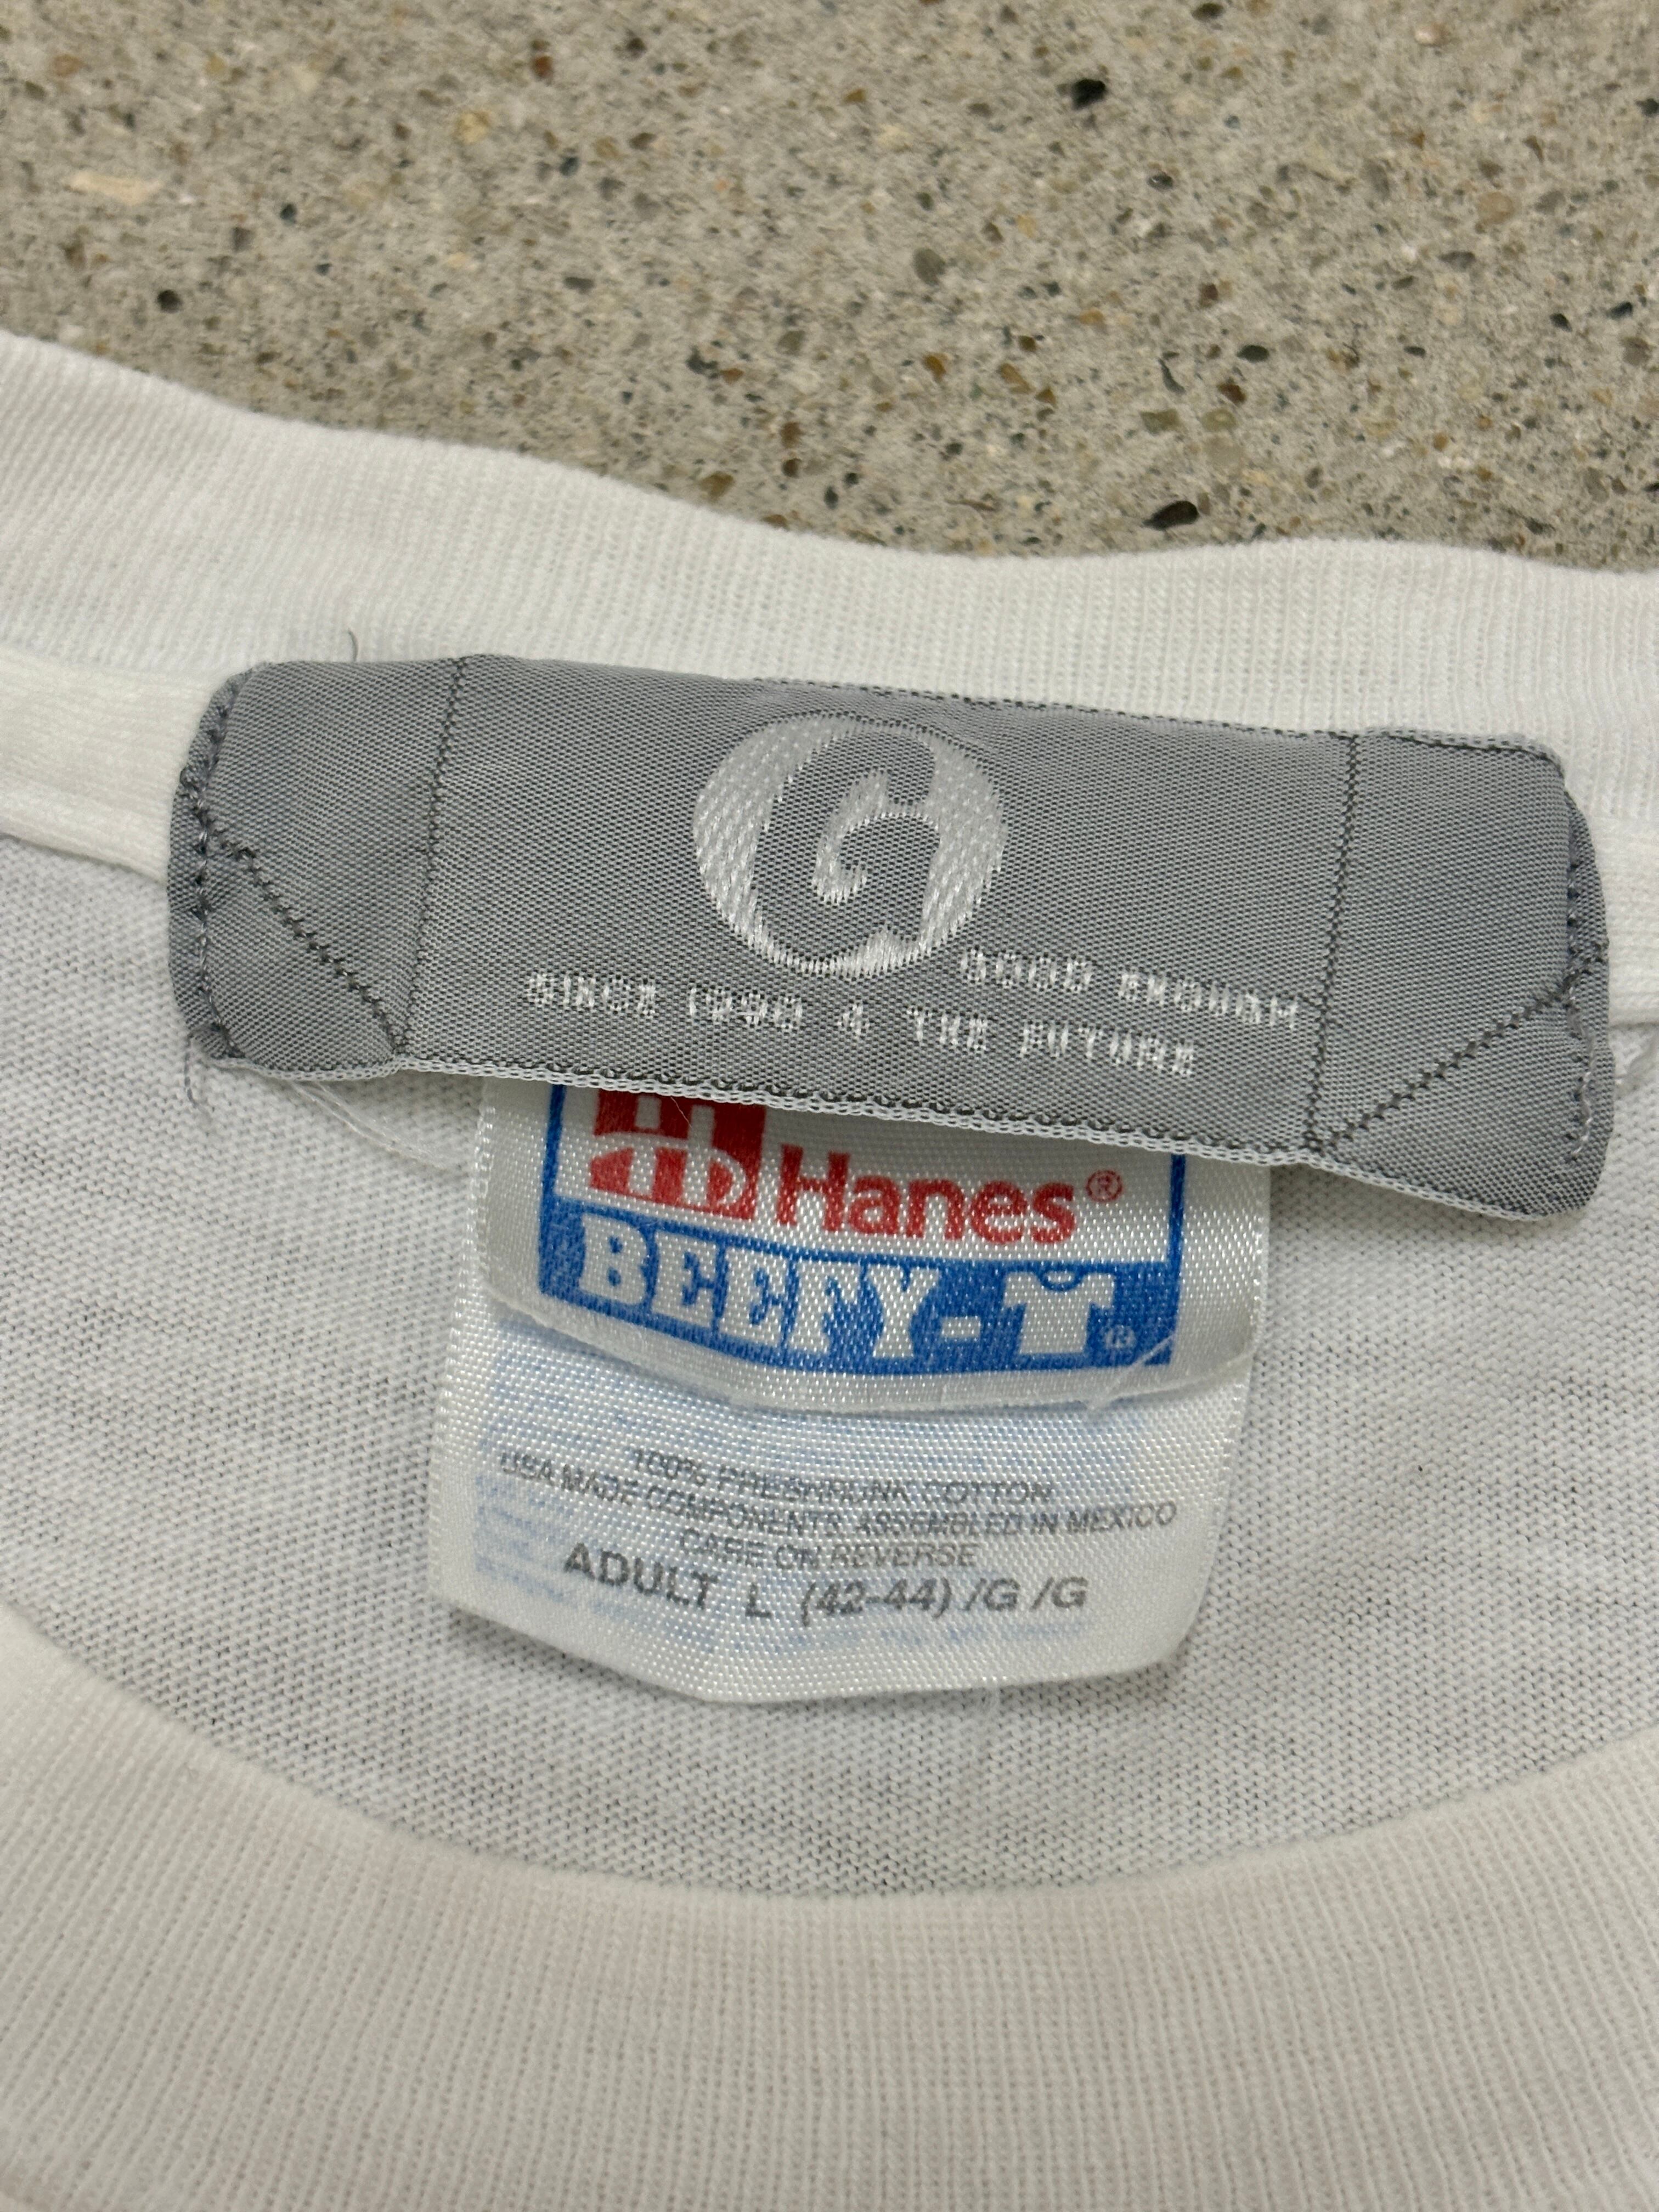 G
GOOD ENOUGH
SINCE 1990 4 THE FUTURE
Hanes®
BEEFY-T®
100% PRESHRUNK COTTON
USA MADE COMPONENTS, ASSEMBLED IN MEXICO
CARE ON REVERSE
ADULT L (42-44) /G /G